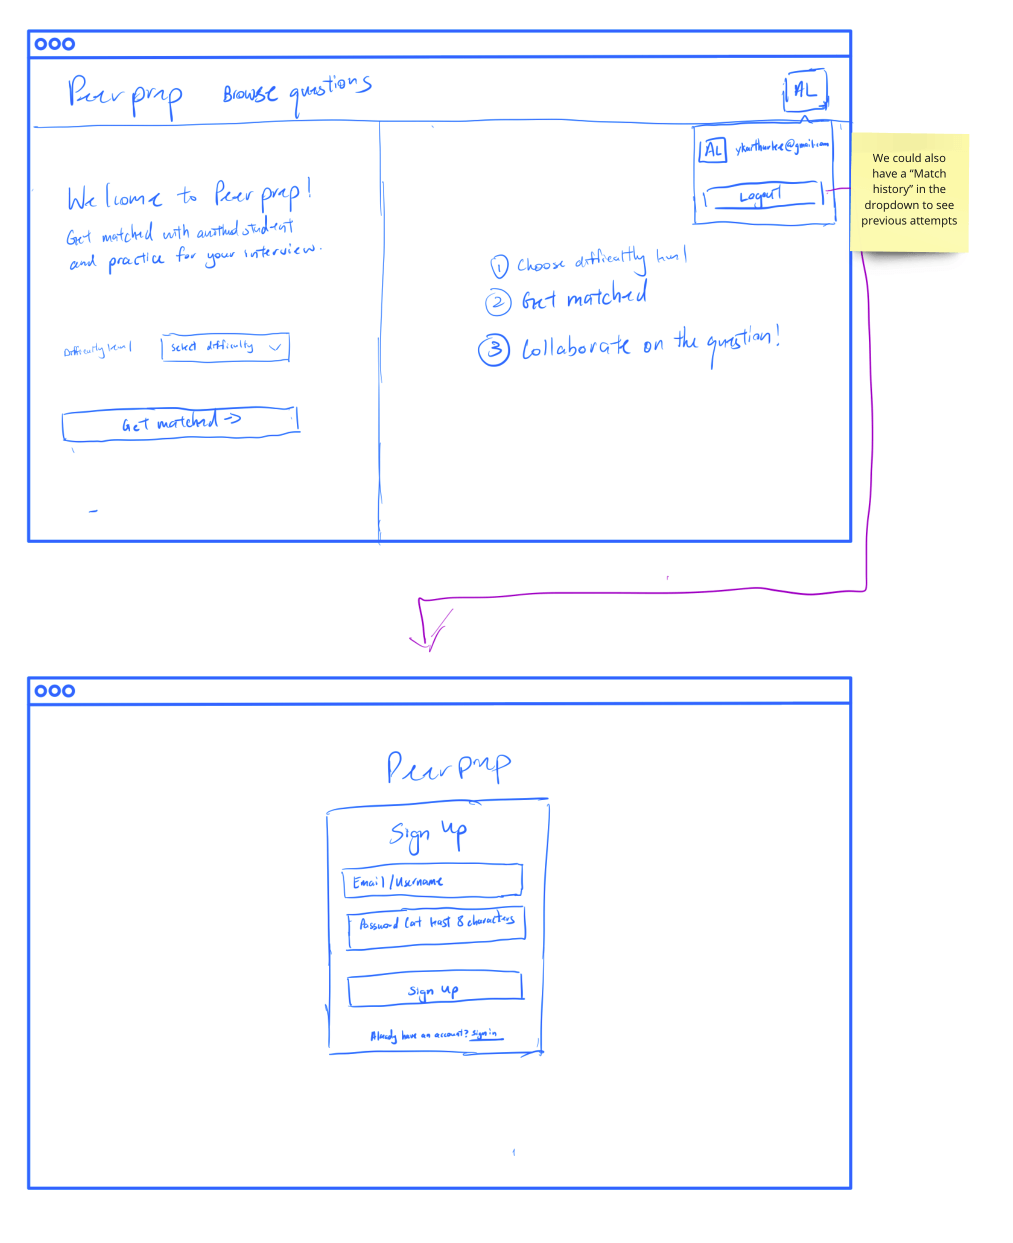 Peer prep
Browse questions
AL
AL ykarthurlee@gmail.com
Logout
We could also
have a “Match
history” in the
dropdown to see
previous attempts
Welcome to Peer prep!
Get matched with another student
and practice for your interview.
Difficulty level
Select difficulty
Get matched →
1 Choose difficulty level
2 Get matched
3 Collaborate on the question!
Peer prep
Sign Up
Email/Username
Password (at least 8 characters
Sign Up
Already have an account? Sign in